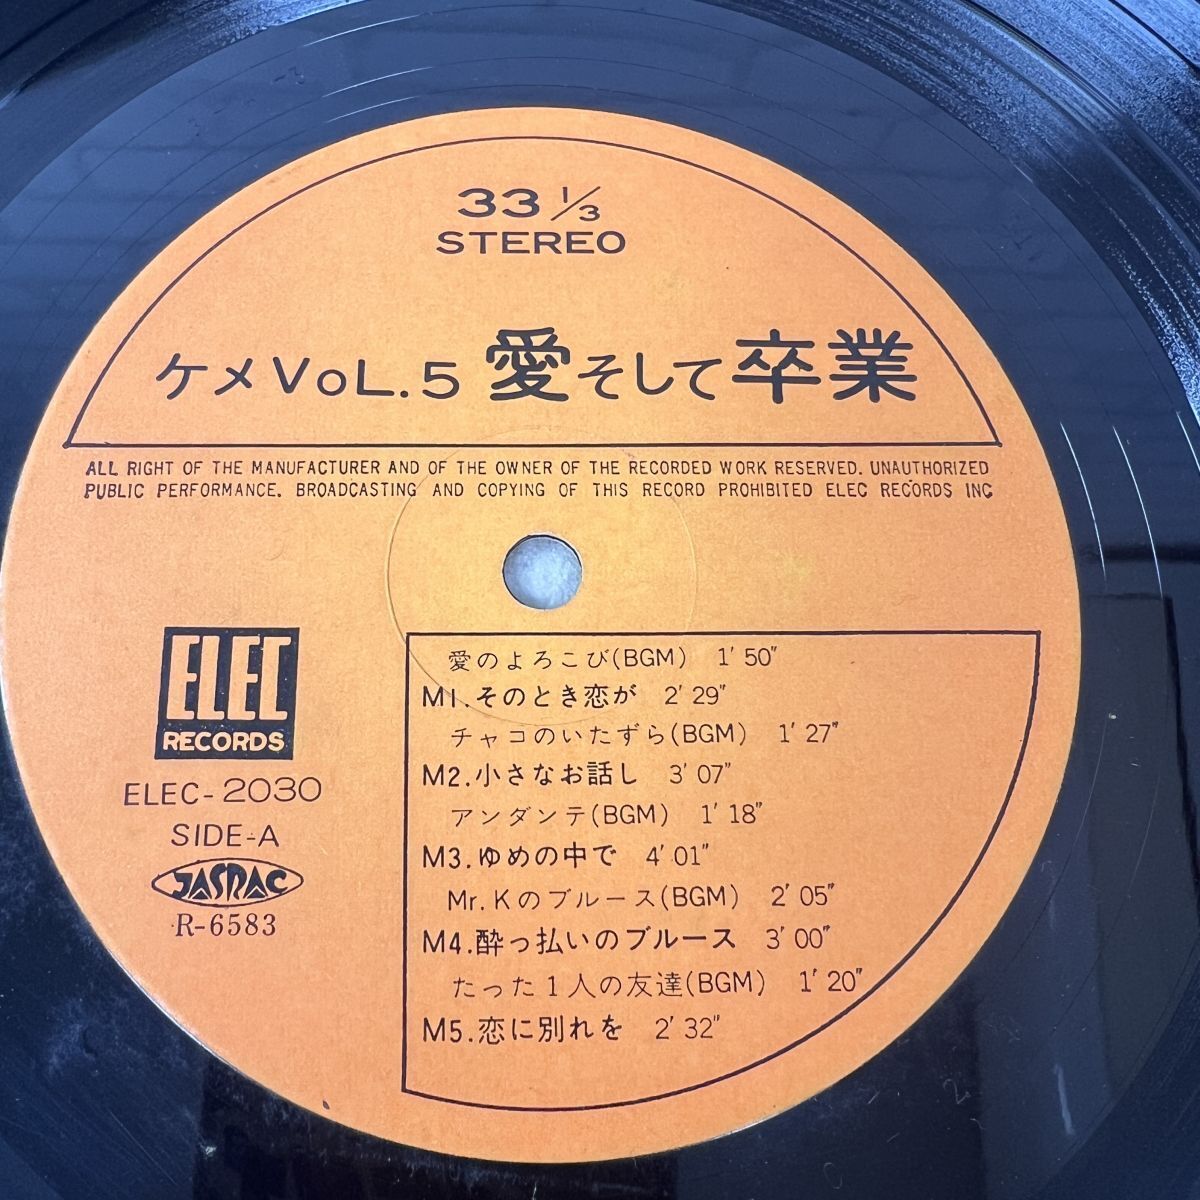 33 1/3
STEREO
ケメVoL.5 愛そして卒業
ALL RIGHT OF THE MANUFACTURER AND OF THE OWNER OF THE RECORDED WORK RESERVED. UNAUTHORIZED
PUBLIC PERFORMANCE. BROADCASTING AND COPYING OF THIS RECORD PROHIBITED ELEC RECORDS INC
ELEC
RECORDS
ELEC-2030
SIDE-A
JASRAC
R-6583
愛のよろこび(BGM) 1′50″
M1.そのとき恋が 2′29″
チャコのいたずら(BGM) 1′27″
M2.小さなお話し 3′07″
アンダンテ(BGM) 1′18″
M3.ゆめの中で 4′01″
Mr.Kのブルース(BGM) 2′05″
M4.酔っ払いのブルース 3′00″
たった1人の友達(BGM) 1′20″
M5.恋に別れを 2′32″